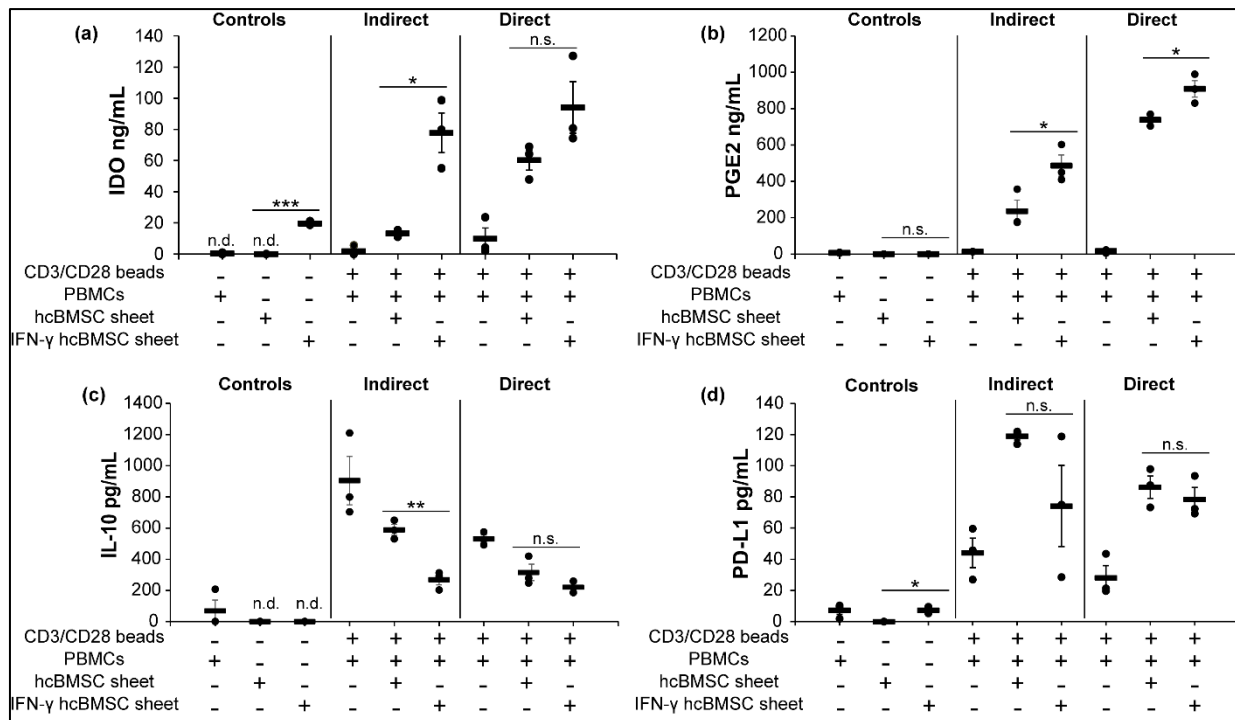 Controls Indirect Direct
(a)
IDO ng/mL
140
120
100
80
60
40
20
0
n.d. n.d. *** * n.s.
CD3/CD28 beads - - - + + + + + +
PBMCs + - - + + + + + +
hcBMSC sheet - + - - + - - + -
IFN-γ hcBMSC sheet - - + - - + - - +
Controls Indirect Direct
(b)
PGE2 ng/mL
1200
1000
800
600
400
200
0
n.s. * *
CD3/CD28 beads - - - + + + + + +
PBMCs + - - + + + + + +
hcBMSC sheet - + - - + - - + -
IFN-γ hcBMSC sheet - - + - - + - - +
Controls Indirect Direct
(c)
IL-10 pg/mL
1400
1200
1000
800
600
400
200
0
n.d. n.d. ** n.s.
CD3/CD28 beads - - - + + + + + +
PBMCs + - - + + + + + +
hcBMSC sheet - + - - + - - + -
IFN-γ hcBMSC sheet - - + - - + - - +
Controls Indirect Direct
(d)
PD-L1 pg/mL
140
120
100
80
60
40
20
0
* n.s. n.s.
CD3/CD28 beads - - - + + + + + +
PBMCs + - - + + + + + +
hcBMSC sheet - + - - + - - + -
IFN-γ hcBMSC sheet - - + - - + - - +